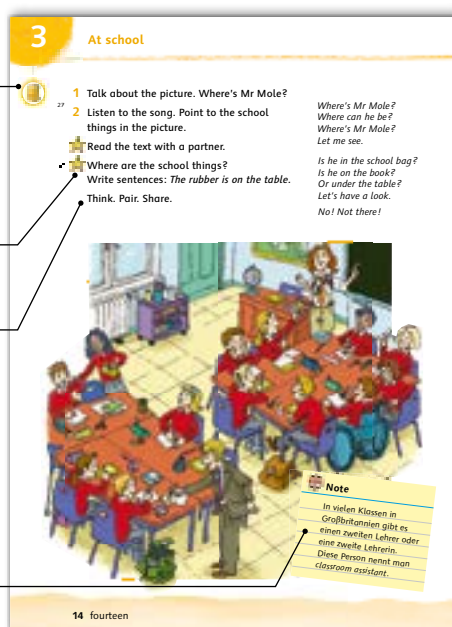 3
At school
1 Talk about the picture. Where's Mr Mole?
27
2 Listen to the song. Point to the school
things in the picture.
Read the text with a partner.
Where are the school things?
Write sentences: The rubber is on the table.
Think. Pair. Share.
Where's Mr Mole?
Where can he be?
Where's Mr Mole?
Let me see.
Is he in the school bag?
Is he on the book?
Or under the table?
Let's have a look.
No! Not there!
Note
In vielen Klassen in
Großbritannien gibt es
einen zweiten Lehrer oder
eine zweite Lehrerin.
Diese Person nennt man
classroom assistant.
14 fourteen